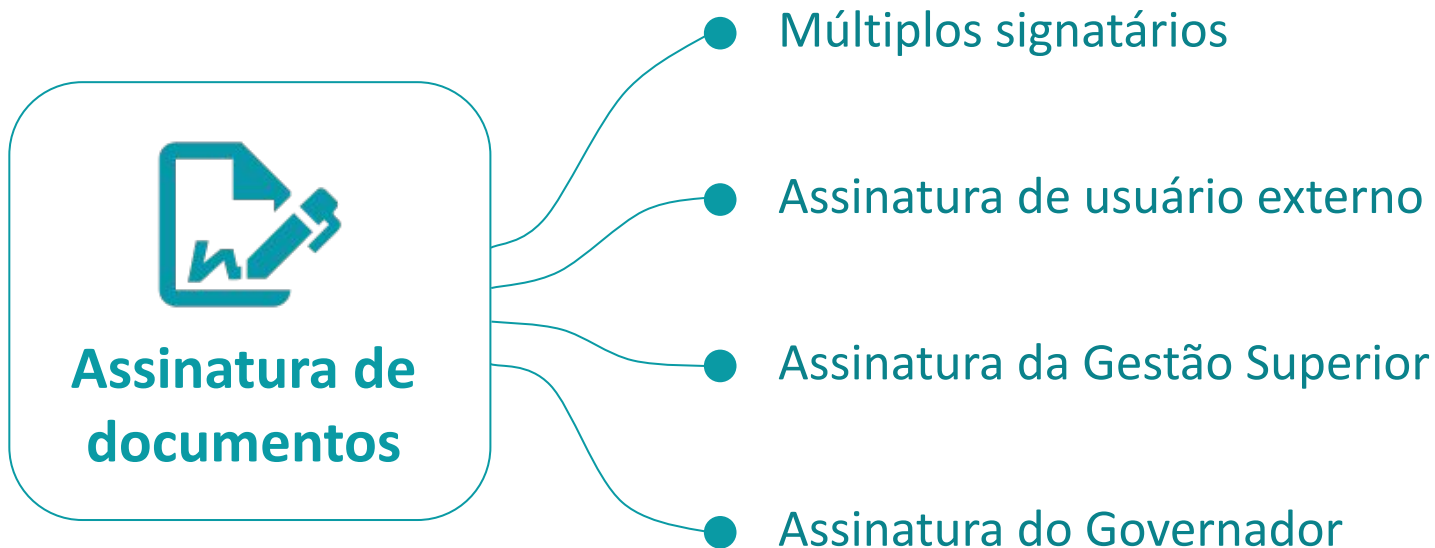 Múltiplos signatários
Assinatura de usuário externo
Assinatura de
documentos
Assinatura da Gestão Superior
Assinatura do Governador